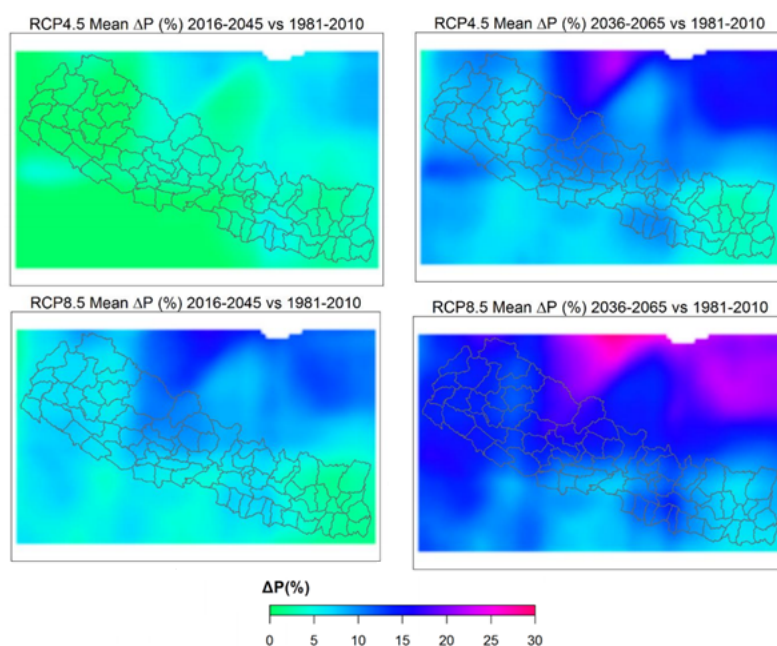 RCP4.5 Mean ΔP (%) 2016-2045 vs 1981-2010
RCP4.5 Mean ΔP (%) 2036-2065 vs 1981-2010
RCP8.5 Mean ΔP (%) 2016-2045 vs 1981-2010
RCP8.5 Mean ΔP (%) 2036-2065 vs 1981-2010
ΔP(%)
0 5 10 15 20 25 30